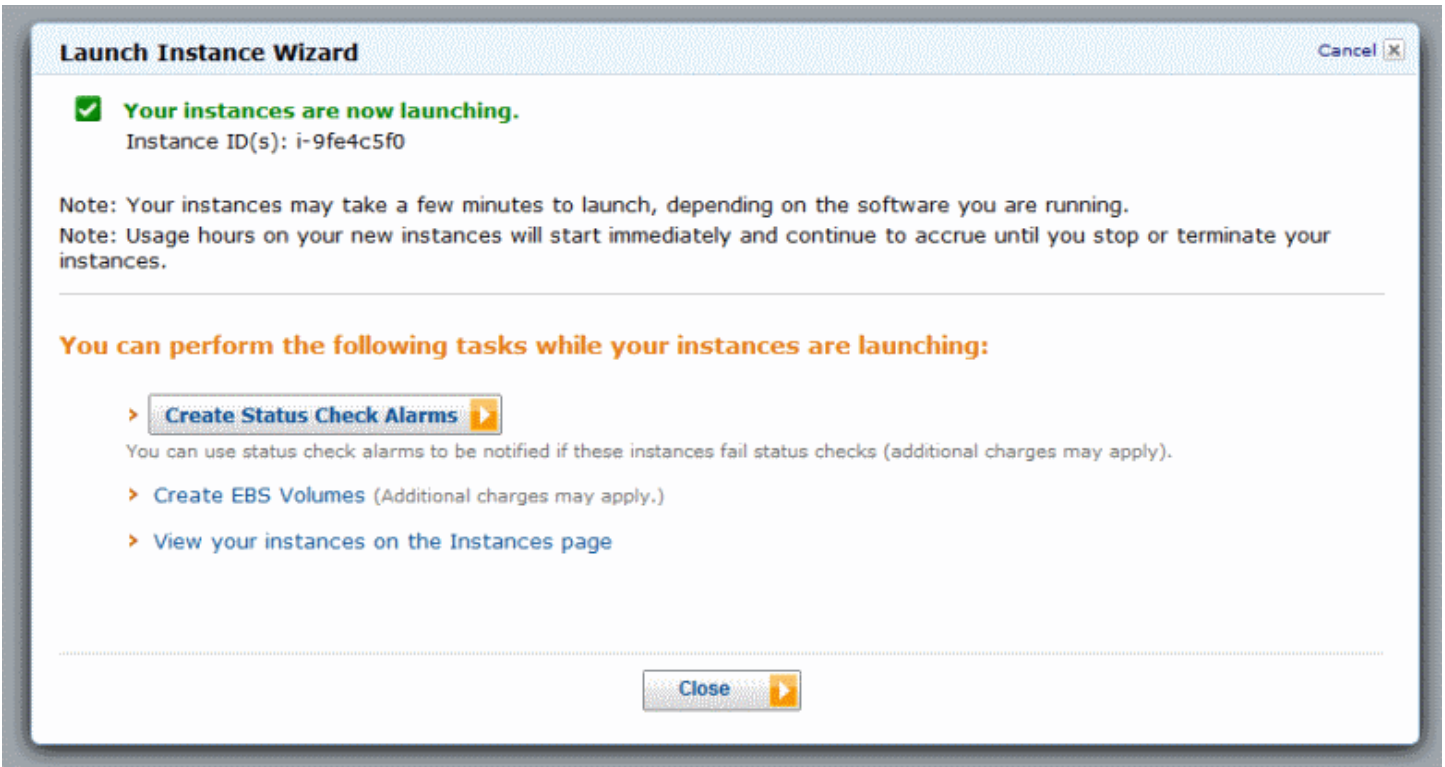 Launch Instance Wizard
Cancel
Your instances are now launching.
Instance ID(s): i-9fe4c5f0
Note: Your instances may take a few minutes to launch, depending on the software you are running.
Note: Usage hours on your new instances will start immediately and continue to accrue until you stop or terminate your
instances.
You can perform the following tasks while your instances are launching:
> Create Status Check Alarms
You can use status check alarms to be notified if these instances fail status checks (additional charges may apply).
> Create EBS Volumes (Additional charges may apply.)
> View your instances on the Instances page
Close